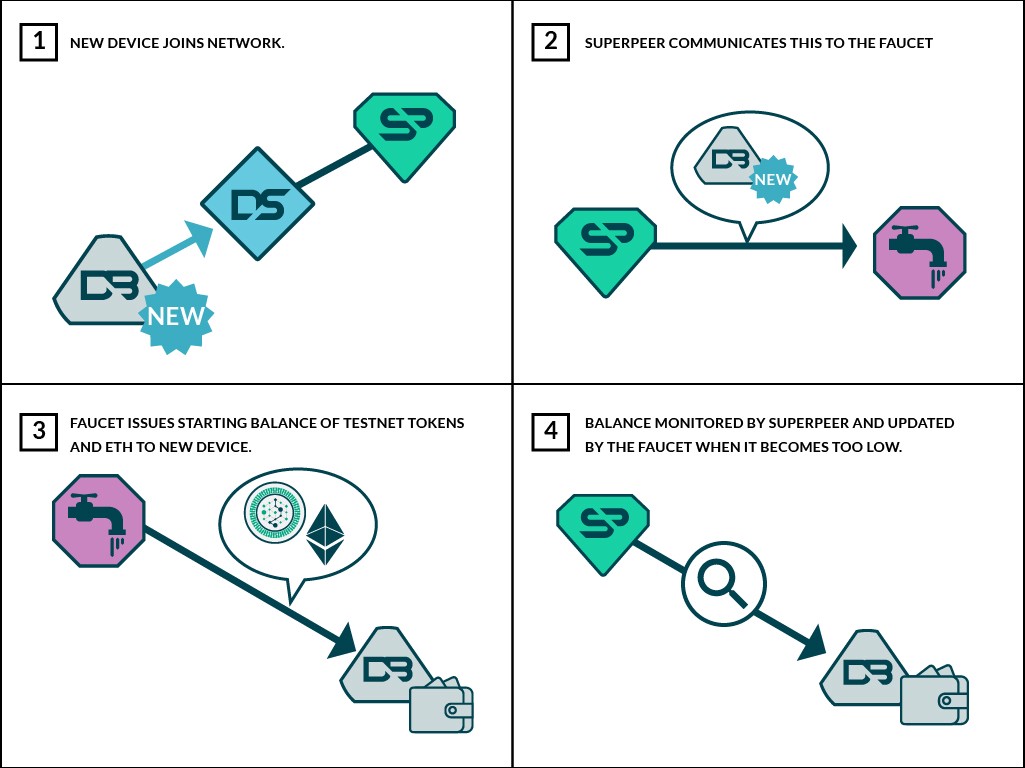 1
NEW DEVICE JOINS NETWORK.
SP
DS
DB
NEW
2
SUPERPEER COMMUNICATES THIS TO THE FAUCET
DB
NEW
SP
3
FAUCET ISSUES STARTING BALANCE OF TESTNET TOKENS
AND ETH TO NEW DEVICE.
DB
4
BALANCE MONITORED BY SUPERPEER AND UPDATED
BY THE FAUCET WHEN IT BECOMES TOO LOW.
SP
DB